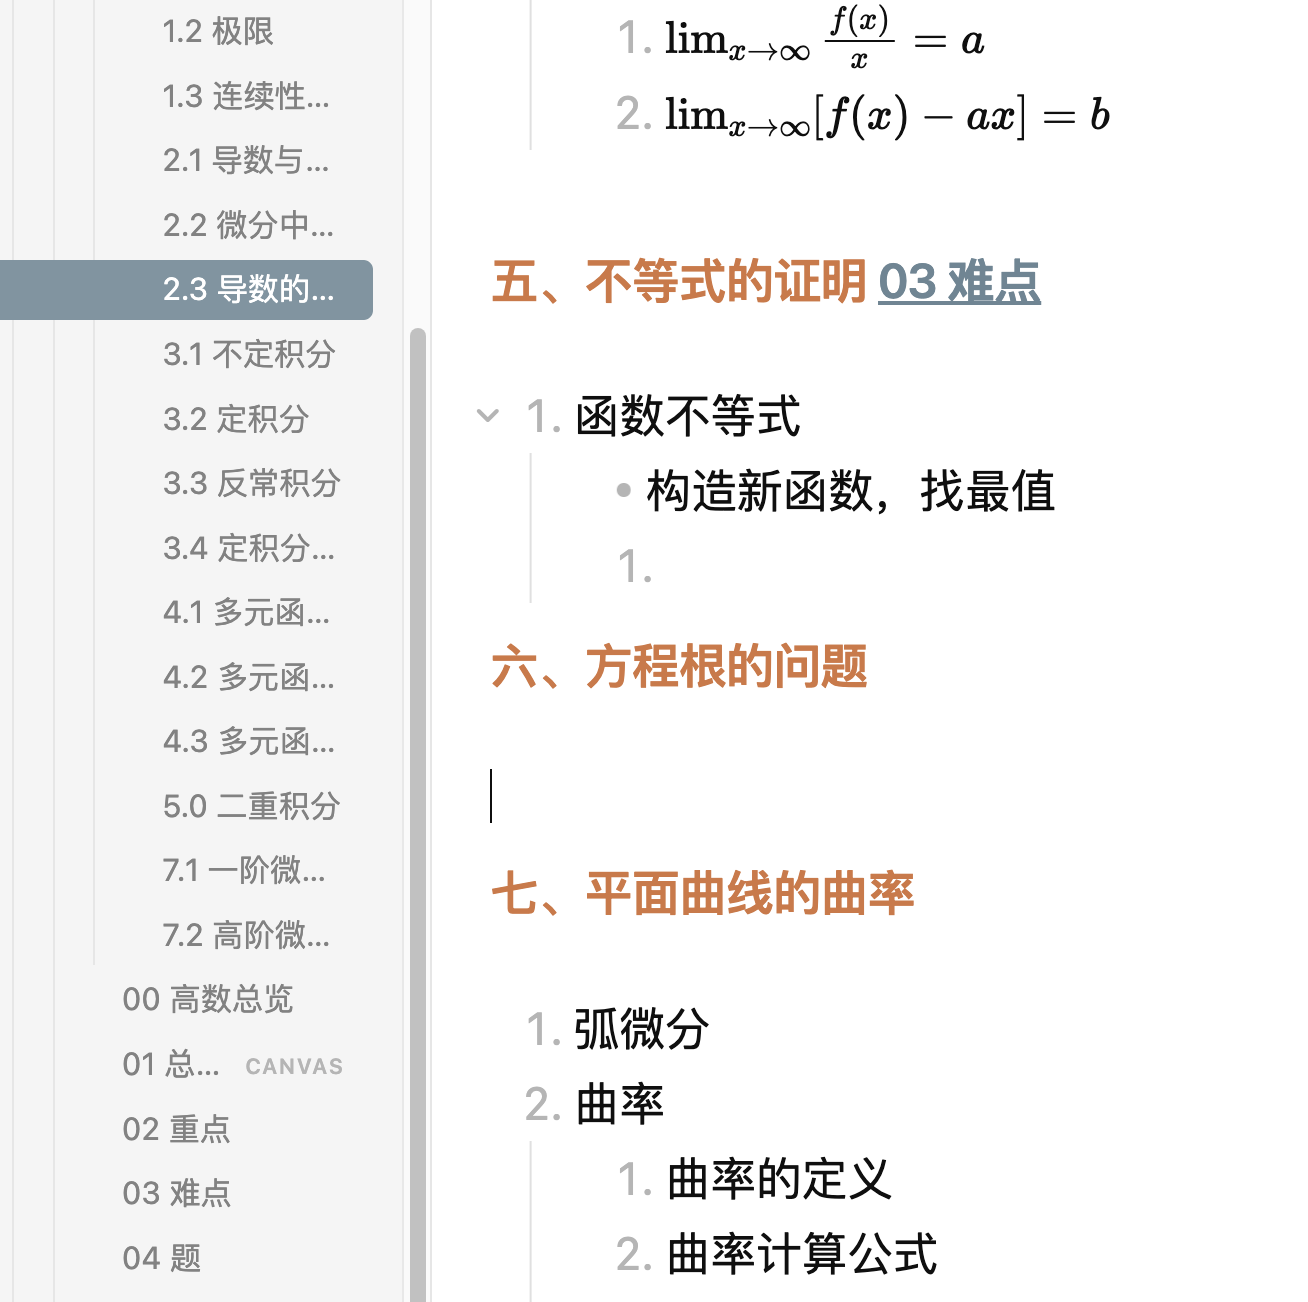 1.2 极限
1.3 连续性...
2.1 导数与...
2.2 微分中...
2.3 导数的...
3.1 不定积分
3.2 定积分
3.3 反常积分
3.4 定积分...
4.1 多元函...
4.2 多元函...
4.3 多元函...
5.0 二重积分
7.1 一阶微...
7.2 高阶微...
00 高数总览
01 总... CANVAS
02 重点
03 难点
04 题
1. lim_{x→∞} \frac{f(x)}{x} = a
2. lim_{x→∞}[f(x) − ax] = b
五、不等式的证明 03 难点
1. 函数不等式
• 构造新函数，找最值
1.
六、方程根的问题
七、平面曲线的曲率
1. 弧微分
2. 曲率
1. 曲率的定义
2. 曲率计算公式